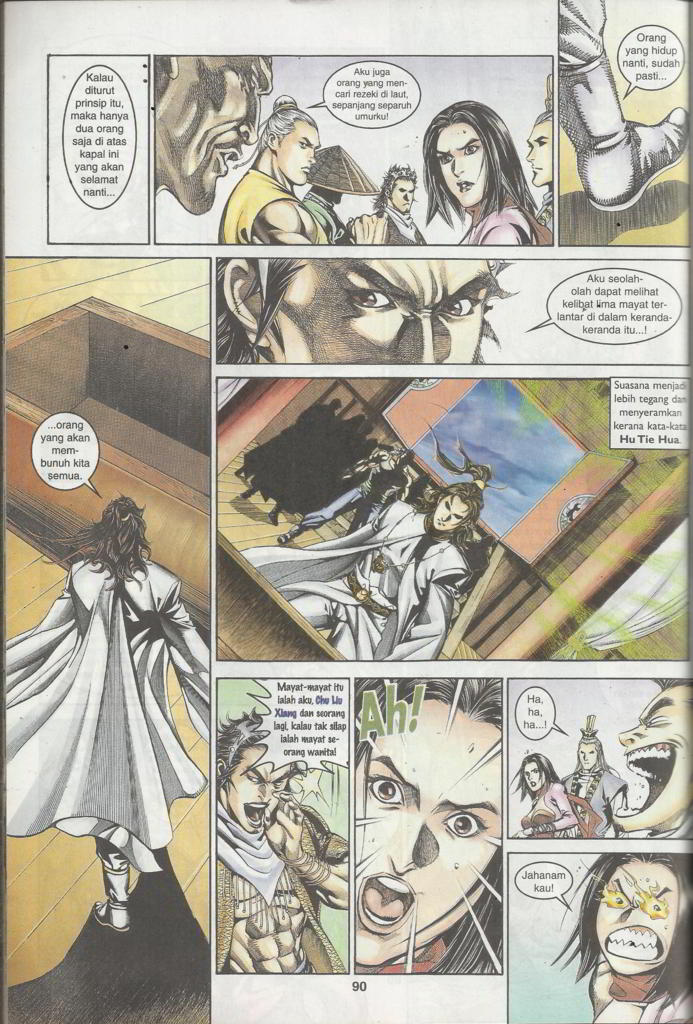 Kalau
diturut
prinsip itu,
maka hanya
dua orang
saja di atas
kapal ini
yang akan
selamat
nanti...
Aku juga
orang yang men-
cari rezeki di laut,
sepanjang separuh
umurku!
Orang
yang hidup
nanti, sudah
pasti...
...orang
yang akan
mem-
bunuh kita
semua.
Aku seolah-
olah dapat melihat
kelibat lima mayat ter-
lantar di dalam keranda-
keranda itu...!
Suasana menjadi
lebih tegang dan
menyeramkan
kerana kata-kata
Hu Tie Hua.
Mayat-mayat itu
ialah aku, Chu Liu
Xiang dan seorang
lagi, kalau tak silap
ialah mayat se-
orang wanita!
Ah!
Ha,
ha,
ha...!
Jahanam
kau!
90